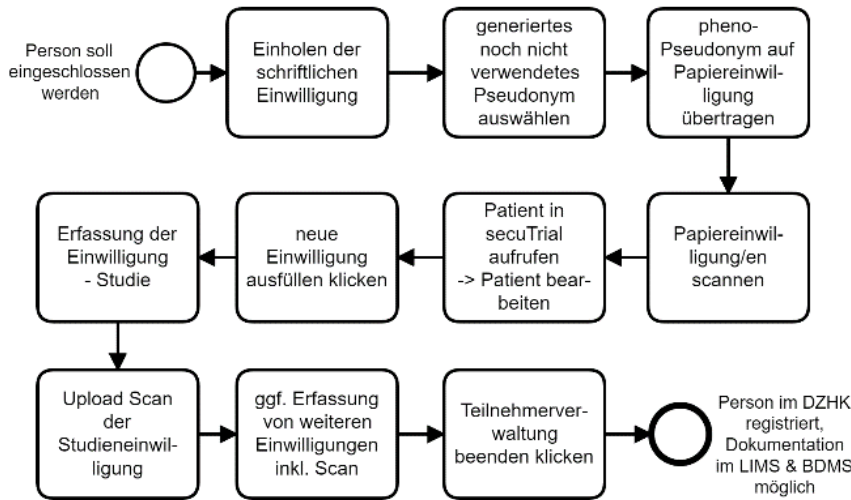 Person soll
eingeschlossen
werden
Einholen der
schriftlichen
Einwilligung
generiertes
noch nicht
verwendetes
Pseudonym
auswählen
pheno-
Pseudonym auf
Papiereinwil-
ligung
übertragen
Papiereinwil-
ligung/en
scannen
Patient in
secuTrial
aufrufen
-> Patient bear-
beiten
neue
Einwilligung
ausfüllen klicken
Erfassung der
Einwilligung
- Studie
Upload Scan
der
Studieneinwil-
ligung
ggf. Erfassung
von weiteren
Einwilligungen
inkl. Scan
Teilnehmerver-
waltung
beenden klicken
Person im DZHK
registriert,
Dokumentation
im LIMS & BDMS
möglich